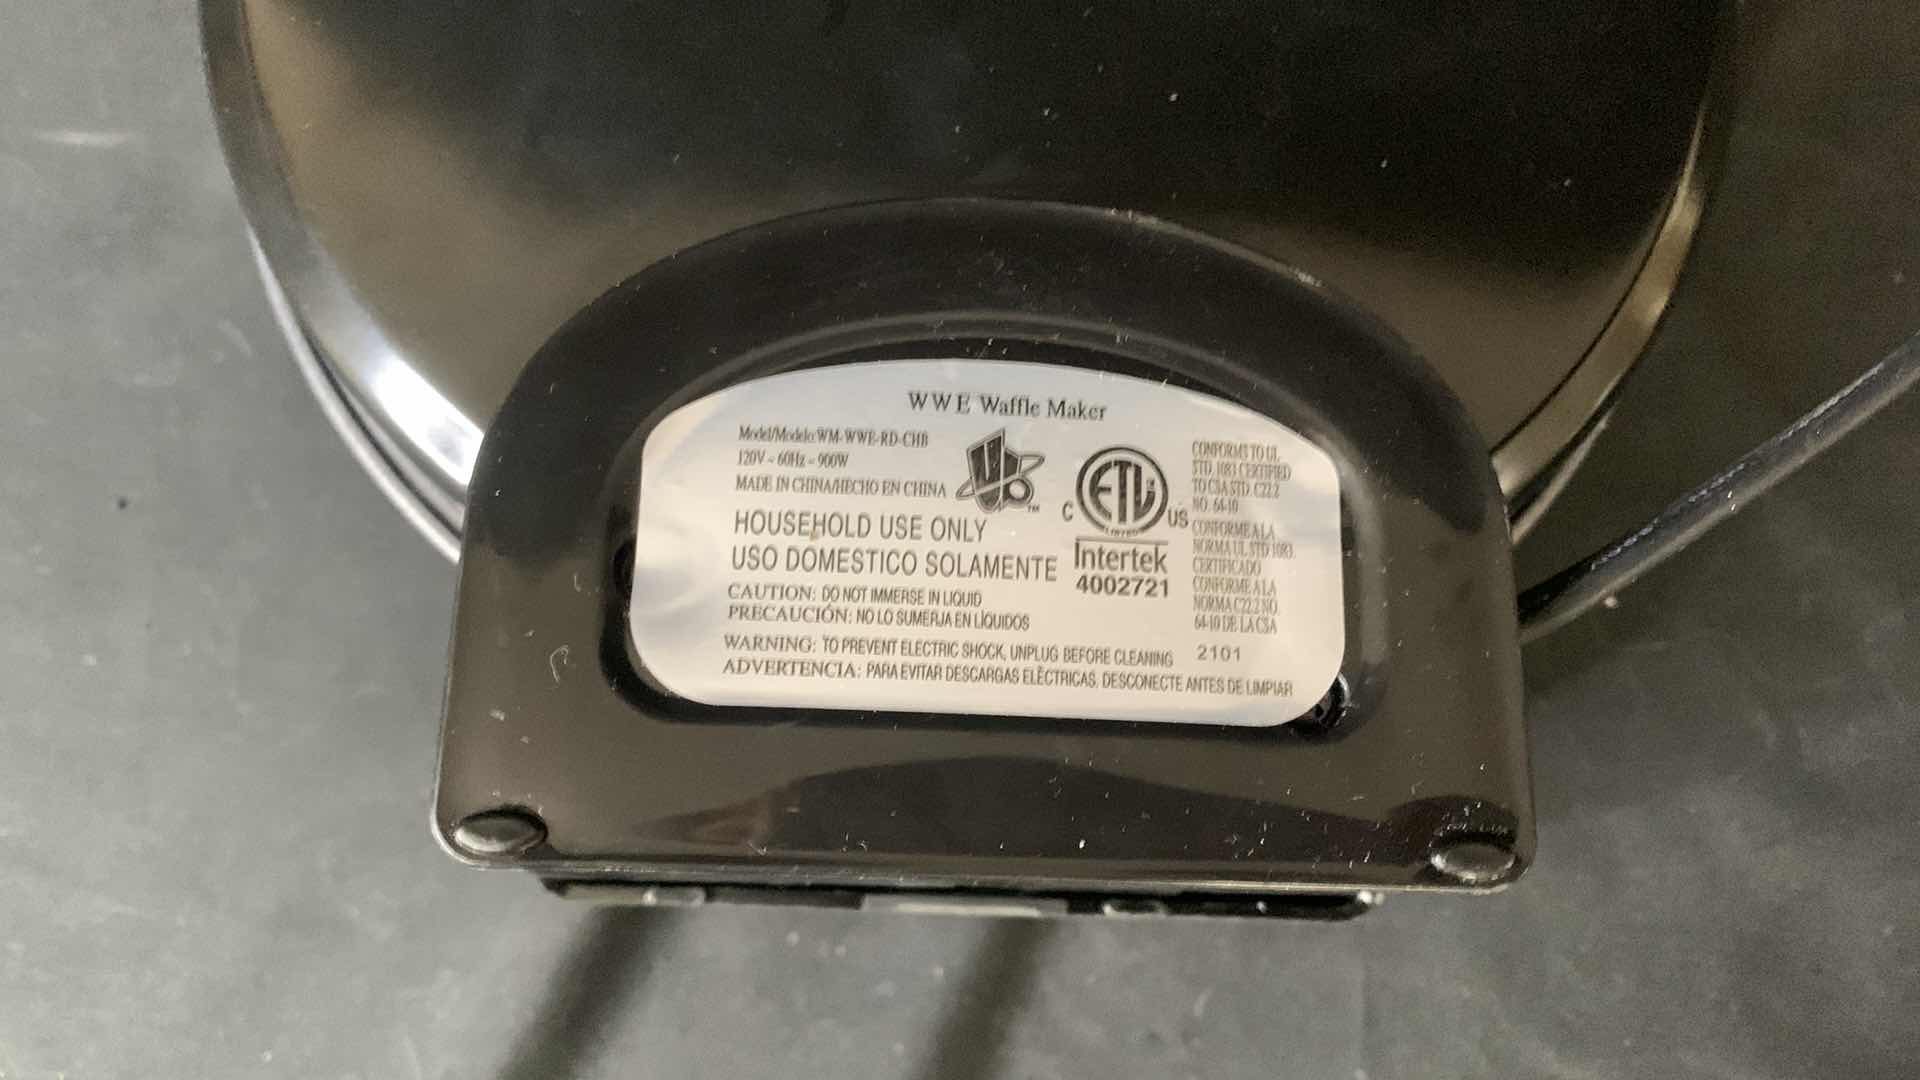 WWE Waffle Maker
Model/Modelo:WM-WWE-RD-CHB
120V ~ 60Hz ~ 900W
MADE IN CHINA/HECHO EN CHINA
HOUSEHOLD USE ONLY
USO DOMESTICO SOLAMENTE
CAUTION: DO NOT IMMERSE IN LIQUID
PRECAUCIÓN: NO LO SUMERJA EN LÍQUIDOS
WARNING: TO PREVENT ELECTRIC SHOCK, UNPLUG BEFORE CLEANING
ADVERTENCIA: PARA EVITAR DESCARGAS ELÈCTRICAS, DESCONECTE ANTES DE LIMPIAR
UB
TM
C ETL US
LISTED
Intertek
4002721
CONFORMS TO UL
STD. 1083 CERTIFIED
TO CSA STD. C22.2
NO. 64-10
CONFORME A LA
NORMA UL STD 1083.
CERTIFICADO
CONFORME A LA
NORMA C22.2 NO.
64-10 DE LA CSA
2101